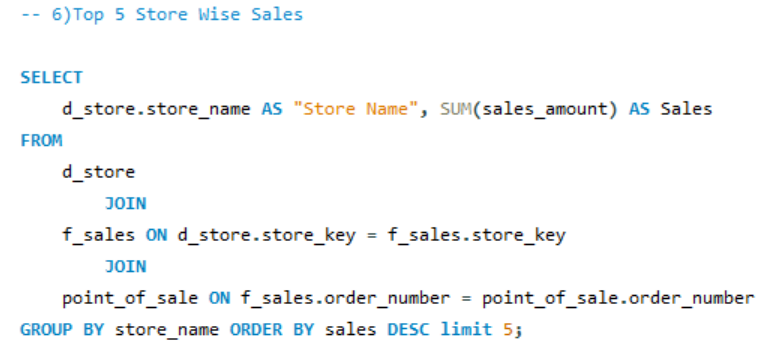 -- 6)Top 5 Store Wise Sales
SELECT
d_store.store_name AS "Store Name", SUM(sales_amount) AS Sales
FROM
d_store
JOIN
f_sales ON d_store.store_key = f_sales.store_key
JOIN
point_of_sale ON f_sales.order_number = point_of_sale.order_number
GROUP BY store_name ORDER BY sales DESC limit 5;